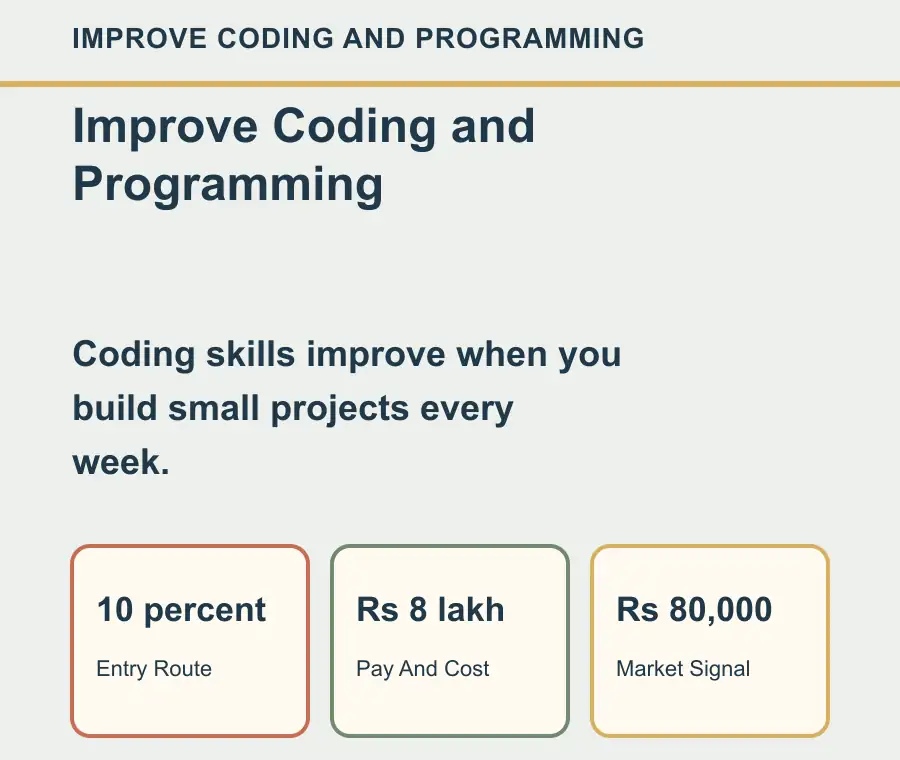 IMPROVE CODING AND PROGRAMMING
Improve Coding and
Programming
Coding skills improve when you
build small projects every
week.
10 percent
Entry Route
Rs 8 lakh
Pay And Cost
Rs 80,000
Market Signal